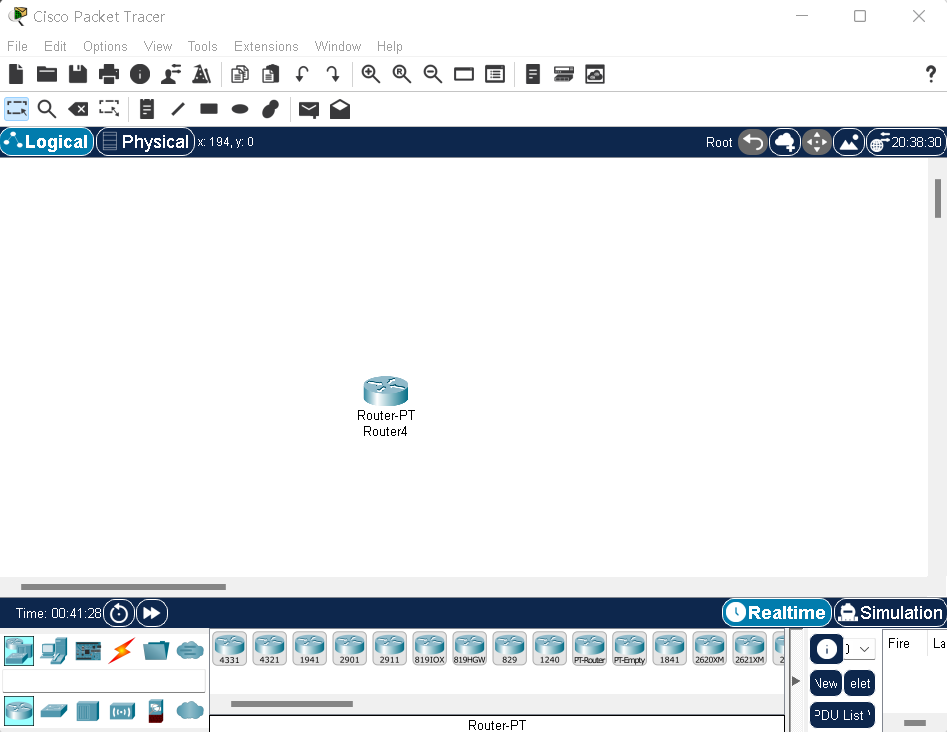 Cisco Packet Tracer
File Edit Options View Tools Extensions Window Help
?
Logical Physical x: 194, y: 0 Root 20:38:30
Router-PT
Router4
Time: 00:41:28 Realtime Simulation
4331 4321 1941 2901 2911 819IOX 819HGW 829 1240 PT-Router PT-Empty 1841 2620XM 2621XM 2
Fire La
New elet
PDU List
Router-PT